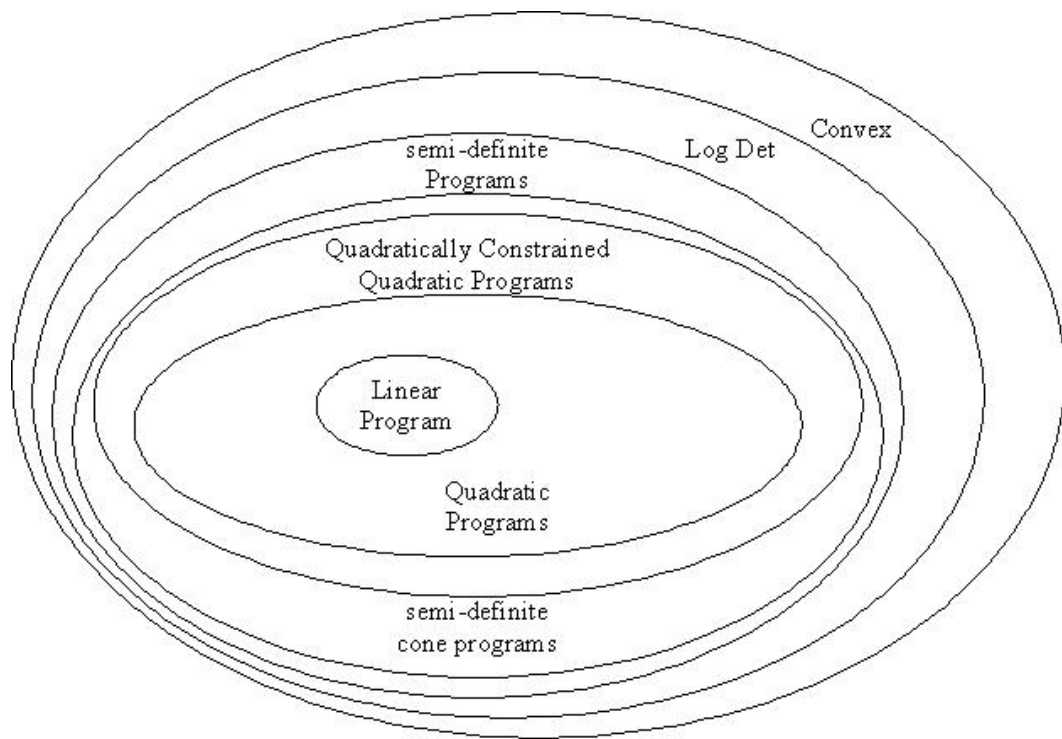 Convex
Log Det
semi-definite
Programs
Quadratically Constrained
Quadratic Programs
Linear
Program
Quadratic
Programs
semi-definite
cone programs